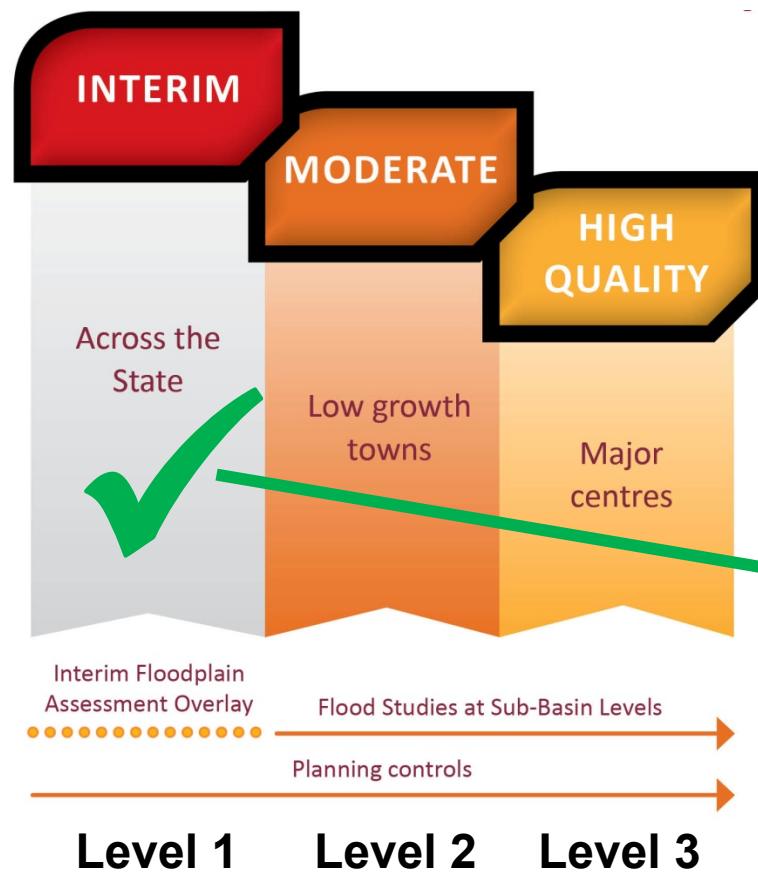 INTERIM
MODERATE
HIGH
QUALITY
Across the
State
Low growth
towns
Major
centres
Interim Floodplain
Assessment Overlay
Flood Studies at Sub-Basin Levels
Planning controls
Level 1
Level 2
Level 3